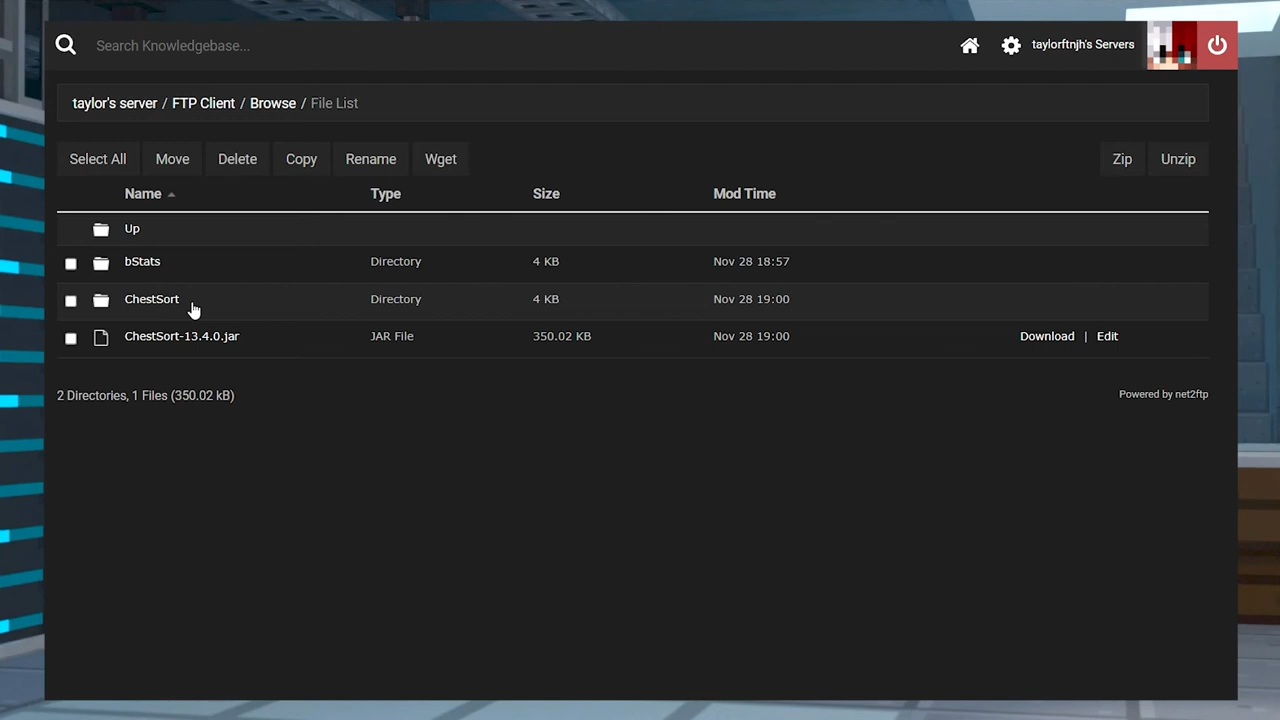 Search Knowledgebase... taylorftnjh's Servers
taylor's server / FTP Client / Browse / File List
Select All Move Delete Copy Rename Wget Zip Unzip
Name Type Size Mod Time
Up
bStats Directory 4 KB Nov 28 18:57
ChestSort Directory 4 KB Nov 28 19:00
ChestSort-13.4.0.jar JAR File 350.02 KB Nov 28 19:00 Download | Edit
2 Directories, 1 Files (350.02 kB) Powered by net2ftp